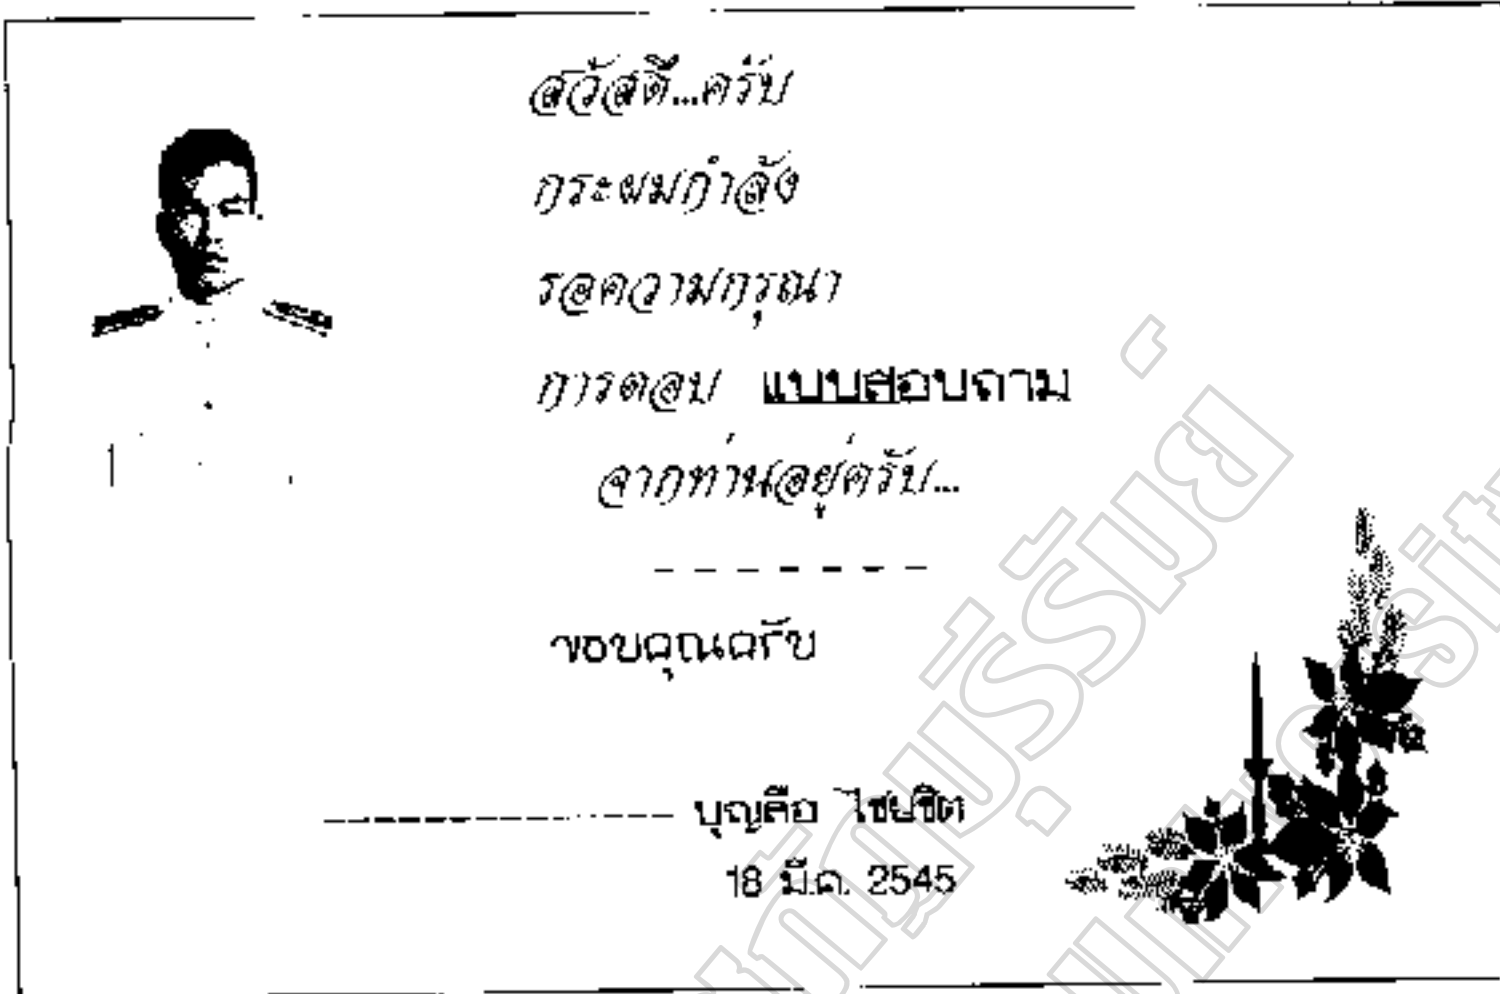 สวัสดี...ครับ
กระผมกำลัง
รอความกรุณา
การตอบ แบบสอบถาม
จากท่านอยู่ครับ...
ขอบคุณครับ
บุญลือ ไชยชิต
18 มี.ค. 2545